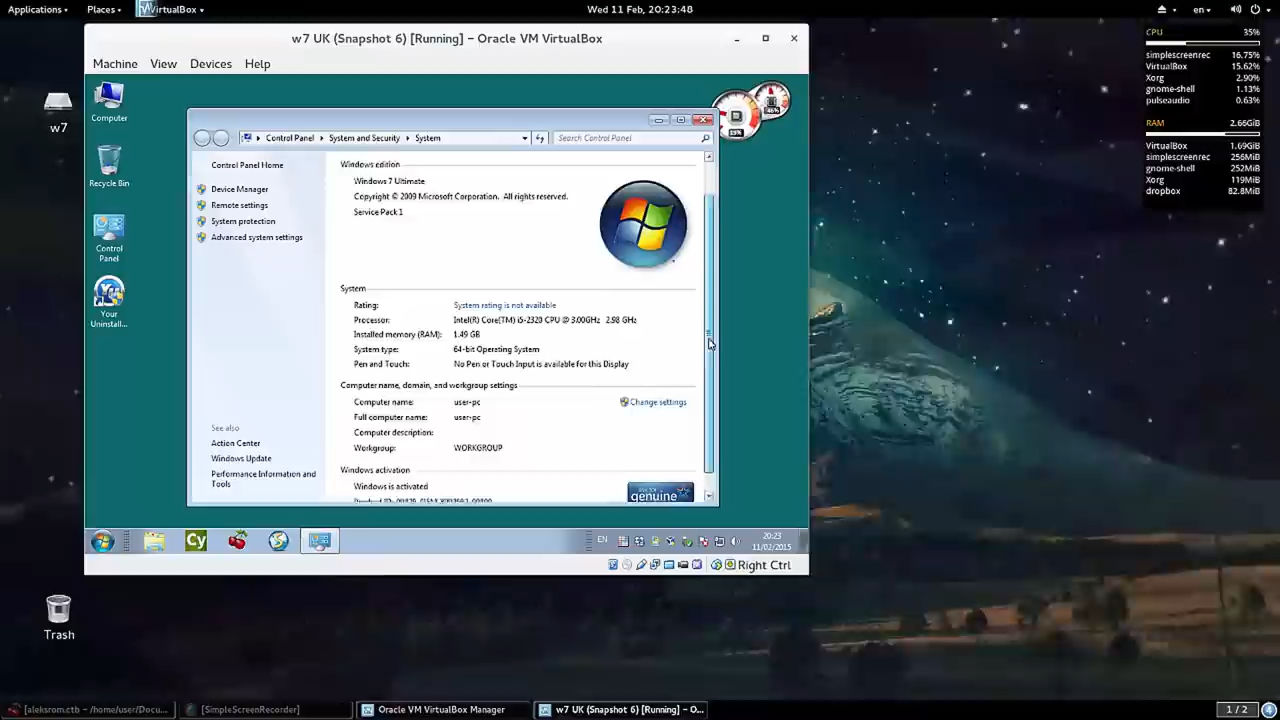 Applications
Places
VirtualBox
Wed 11 Feb, 20:23:48
en
w7 UK (Snapshot 6) [Running] – Oracle VM VirtualBox
Machine View Devices Help
CPU 35%
simplescreenrec 16.75%
VirtualBox 15.62%
Xorg 2.90%
gnome-shell 1.13%
pulseaudio 0.63%
RAM 2.66GiB
VirtualBox 1.69GiB
simplescreenrec 256MiB
gnome-shell 252MiB
Xorg 119MiB
dropbox 82.8MiB
w7
Computer
Recycle Bin
Control Panel
Your Uninstall...
Control Panel System and Security System
Search Control Panel
Control Panel Home
Device Manager
Remote settings
System protection
Advanced system settings
See also
Action Center
Windows Update
Performance Information and Tools
Windows edition
Windows 7 Ultimate
Copyright © 2009 Microsoft Corporation. All rights reserved.
Service Pack 1
System
Rating: System rating is not available
Processor: Intel(R) Core(TM) i5-2320 CPU @ 3.00GHz 2.98 GHz
Installed memory (RAM): 1.49 GB
System type: 64-bit Operating System
Pen and Touch: No Pen or Touch Input is available for this Display
Computer name, domain, and workgroup settings
Computer name: user-pc
Change settings
Full computer name: user-pc
Computer description:
Workgroup: WORKGROUP
Windows activation
Windows is activated
genuine
Cy
EN
20:23
11/02/2015
Right Ctrl
Trash
[aleksrom.ctb – /home/user/Docu...
[SimpleScreenRecorder]
Oracle VM VirtualBox Manager
w7 UK (Snapshot 6) [Running] – O...
1 / 2
4